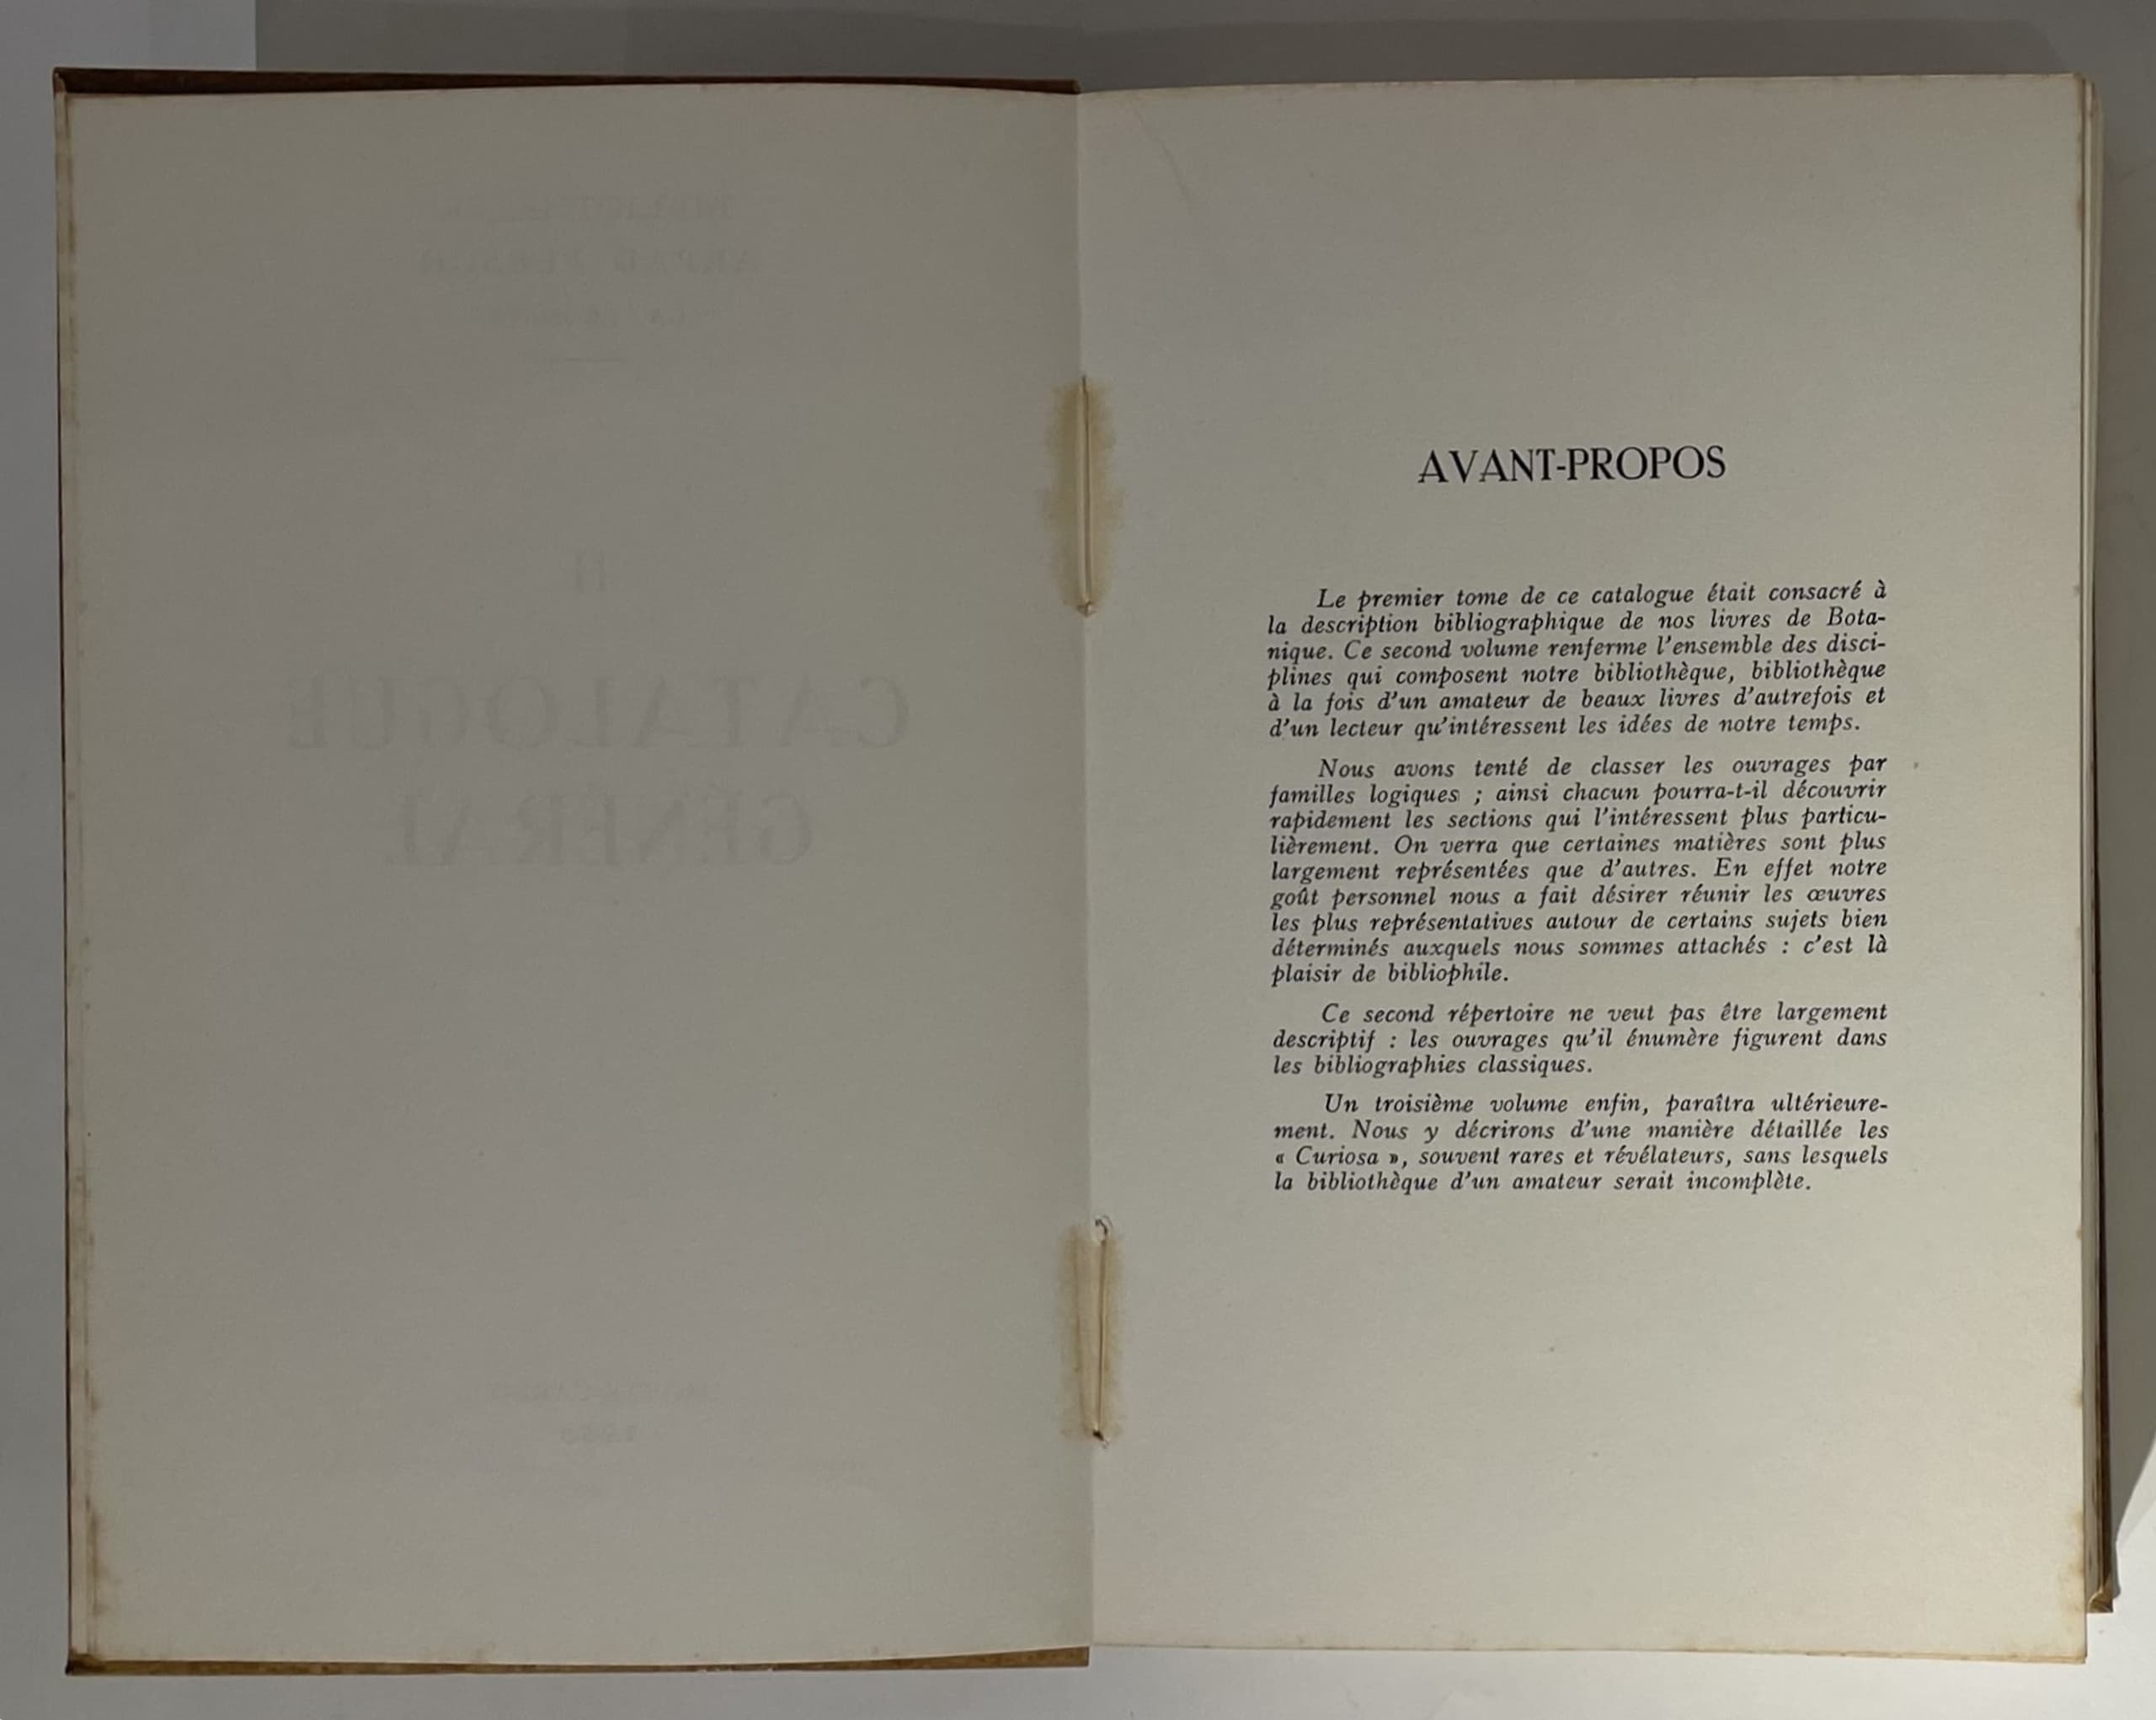 II
CATALOGUE
GÉNÉRAL
AVANT-PROPOS
Le premier tome de ce catalogue était consacré à
la description bibliographique de nos livres de Bota-
nique. Ce second volume renferme l'ensemble des disci-
plines qui composent notre bibliothèque, bibliothèque
à la fois d'un amateur de beaux livres d'autrefois et
d'un lecteur qu'intéressent les idées de notre temps.
Nous avons tenté de classer les ouvrages par
familles logiques ; ainsi chacun pourra-t-il découvrir
rapidement les sections qui l'intéressent plus particu-
lièrement. On verra que certaines matières sont plus
largement représentées que d'autres. En effet notre
goût personnel nous a fait désirer réunir les œuvres
les plus représentatives autour de certains sujets bien
déterminés auxquels nous sommes attachés : c'est là
plaisir de bibliophile.
Ce second répertoire ne veut pas être largement
descriptif : les ouvrages qu'il énumère figurent dans
les bibliographies classiques.
Un troisième volume enfin, paraîtra ultérieure-
ment. Nous y décrirons d'une manière détaillée les
« Curiosa », souvent rares et révélateurs, sans lesquels
la bibliothèque d'un amateur serait incomplète.